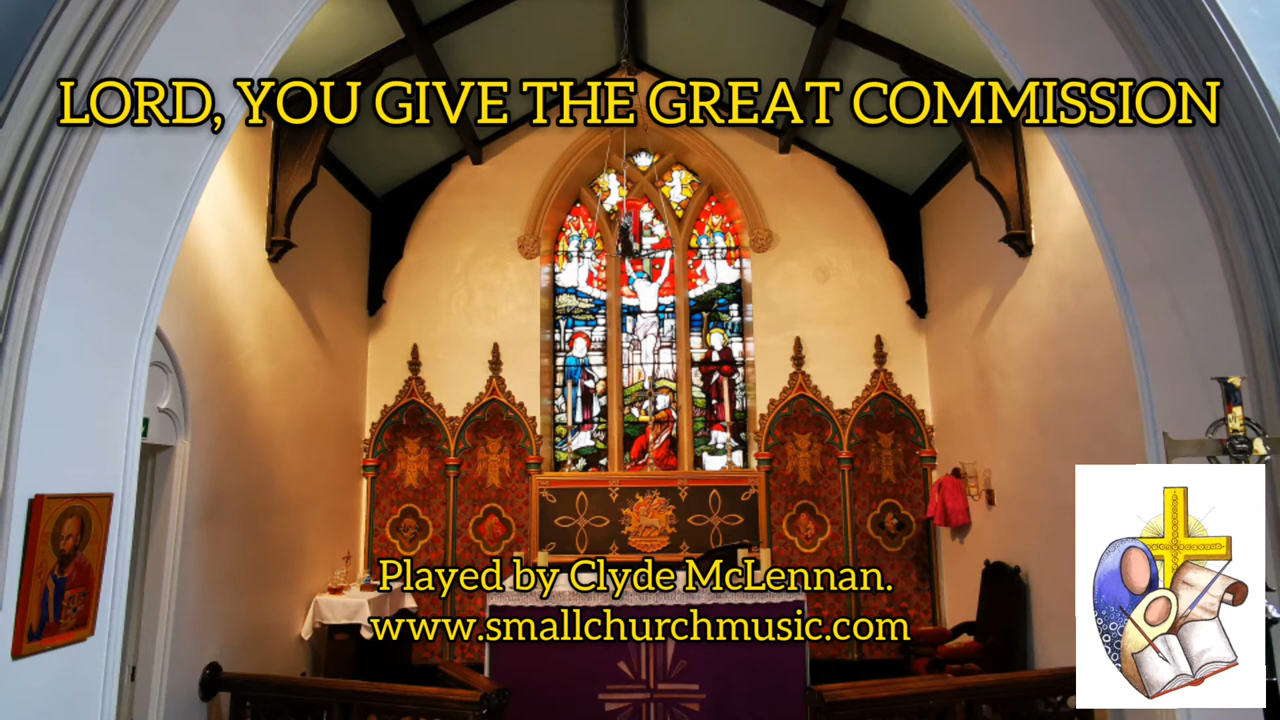 LORD, YOU GIVE THE GREAT COMMISSION
Played by Clyde McLennan.
www.smallchurchmusic.com